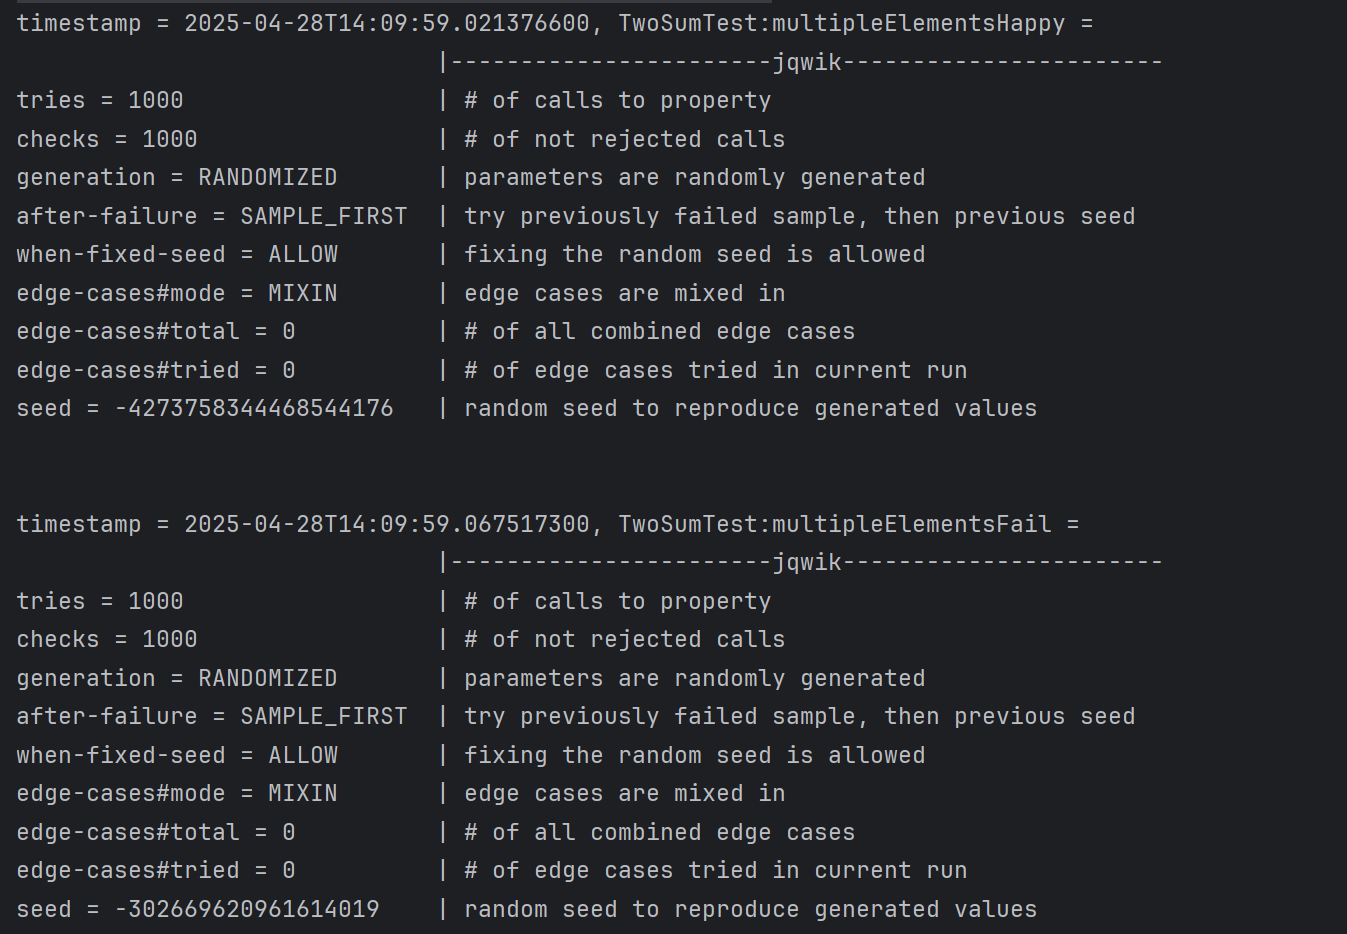 timestamp = 2025-04-28T14:09:59.021376600, TwoSumTest:multipleElementsHappy =
                              |-----------------------jqwik-----------------------
tries = 1000                  | # of calls to property
checks = 1000                 | # of not rejected calls
generation = RANDOMIZED       | parameters are randomly generated
after-failure = SAMPLE_FIRST  | try previously failed sample, then previous seed
when-fixed-seed = ALLOW       | fixing the random seed is allowed
edge-cases#mode = MIXIN       | edge cases are mixed in
edge-cases#total = 0          | # of all combined edge cases
edge-cases#tried = 0          | # of edge cases tried in current run
seed = -4273758344468544176   | random seed to reproduce generated values
timestamp = 2025-04-28T14:09:59.067517300, TwoSumTest:multipleElementsFail =
                              |-----------------------jqwik-----------------------
tries = 1000                  | # of calls to property
checks = 1000                 | # of not rejected calls
generation = RANDOMIZED       | parameters are randomly generated
after-failure = SAMPLE_FIRST  | try previously failed sample, then previous seed
when-fixed-seed = ALLOW       | fixing the random seed is allowed
edge-cases#mode = MIXIN       | edge cases are mixed in
edge-cases#total = 0          | # of all combined edge cases
edge-cases#tried = 0          | # of edge cases tried in current run
seed = -302669620961614019    | random seed to reproduce generated values